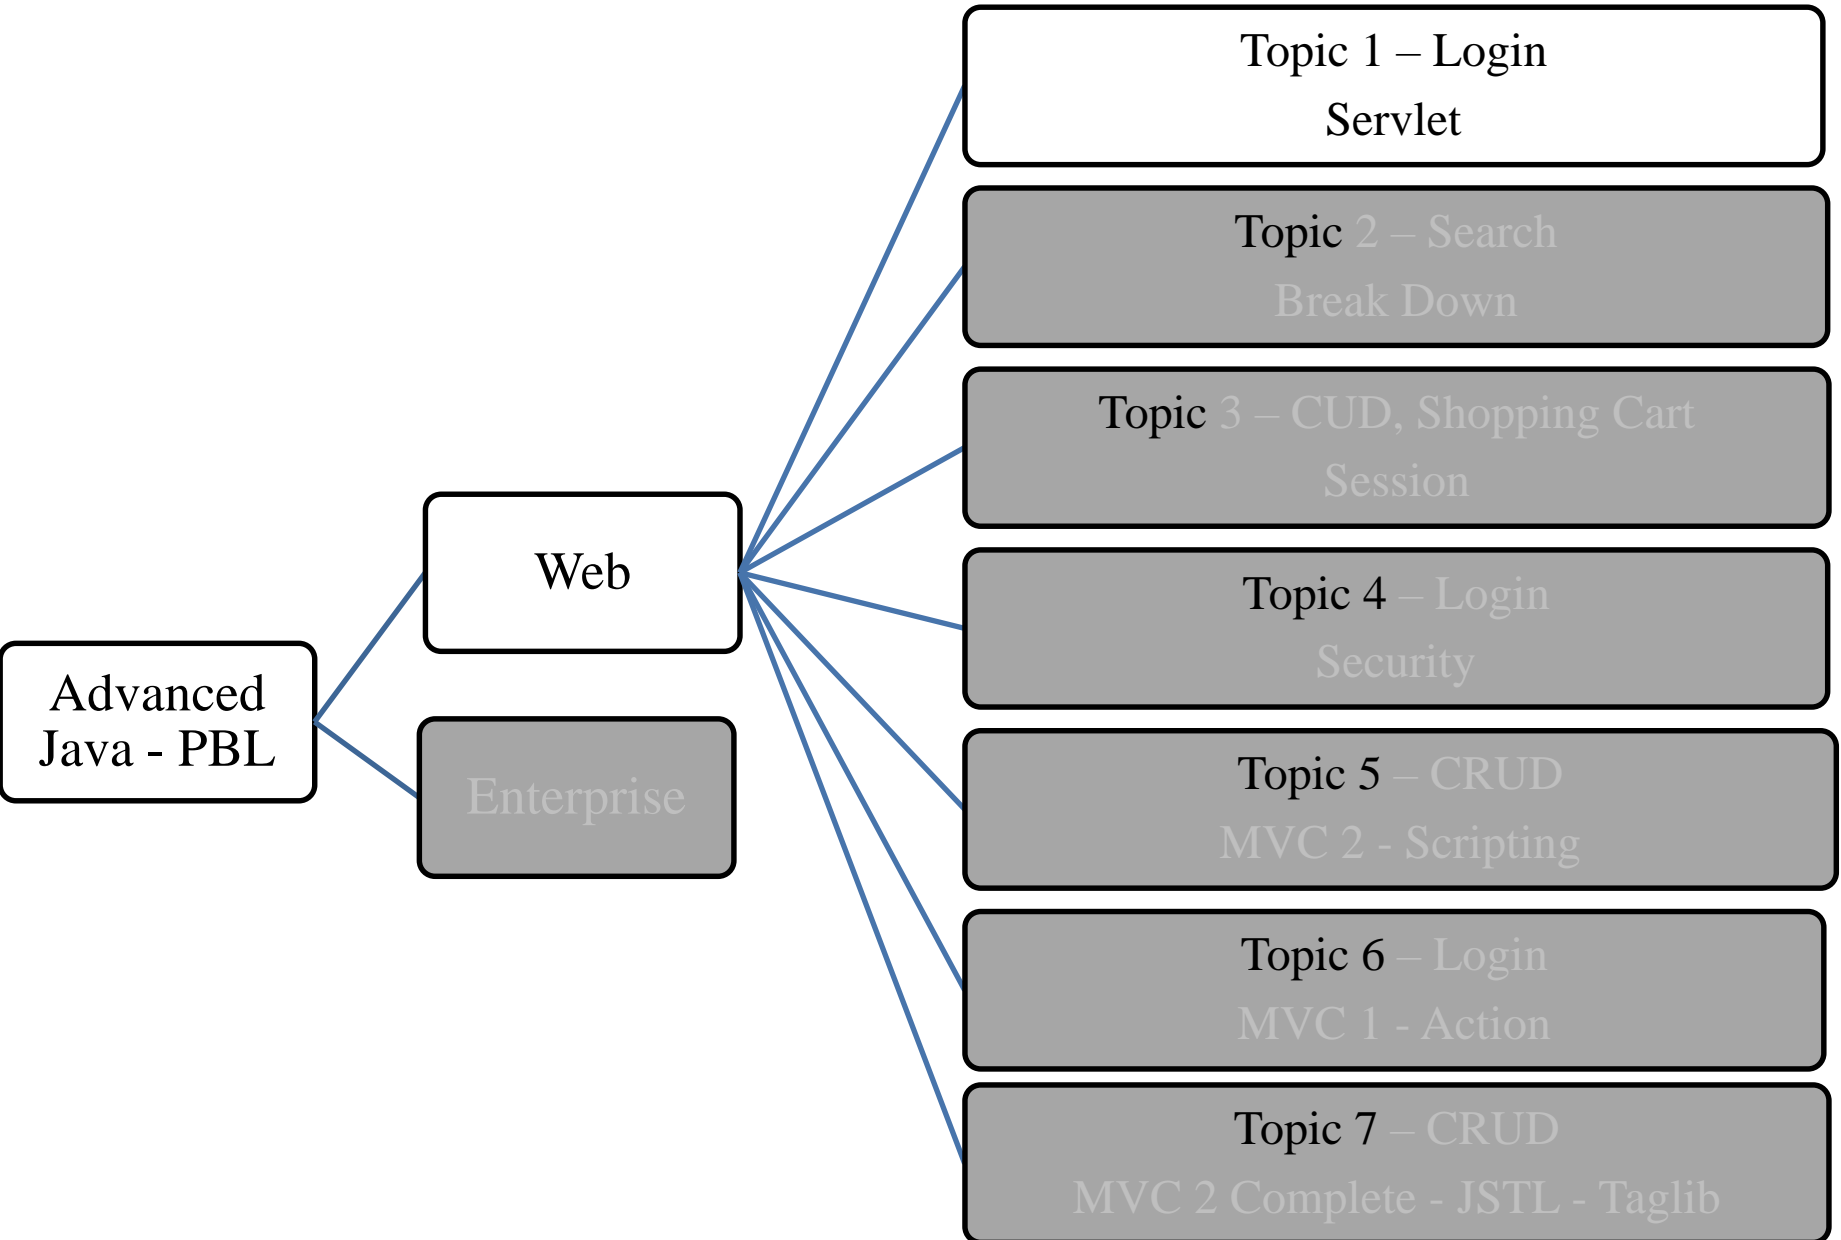 Advanced
Java - PBL
Web
Enterprise
Topic 1 – Login
Servlet
Topic 2 – Search
Break Down
Topic 3 – CUD, Shopping Cart
Session
Topic 4 – Login
Security
Topic 5 – CRUD
MVC 2 - Scripting
Topic 6 – Login
MVC 1 - Action
Topic 7 – CRUD
MVC 2 Complete - JSTL - Taglib